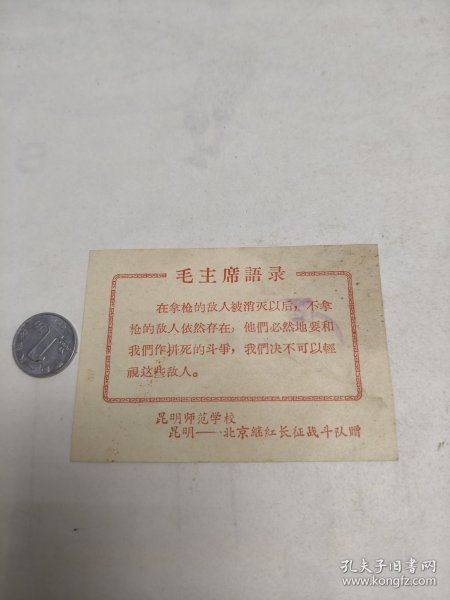 毛主席語录
在拿枪的敌人被消灭以后，不拿
枪的敌人依然存在，他們必然地要和
我們作拚死的斗爭，我們决不可以輕
視这些敌人。
昆明师范学校
昆明——北京继红长征战斗队赠
孔夫子旧书网
www.kongfz.com